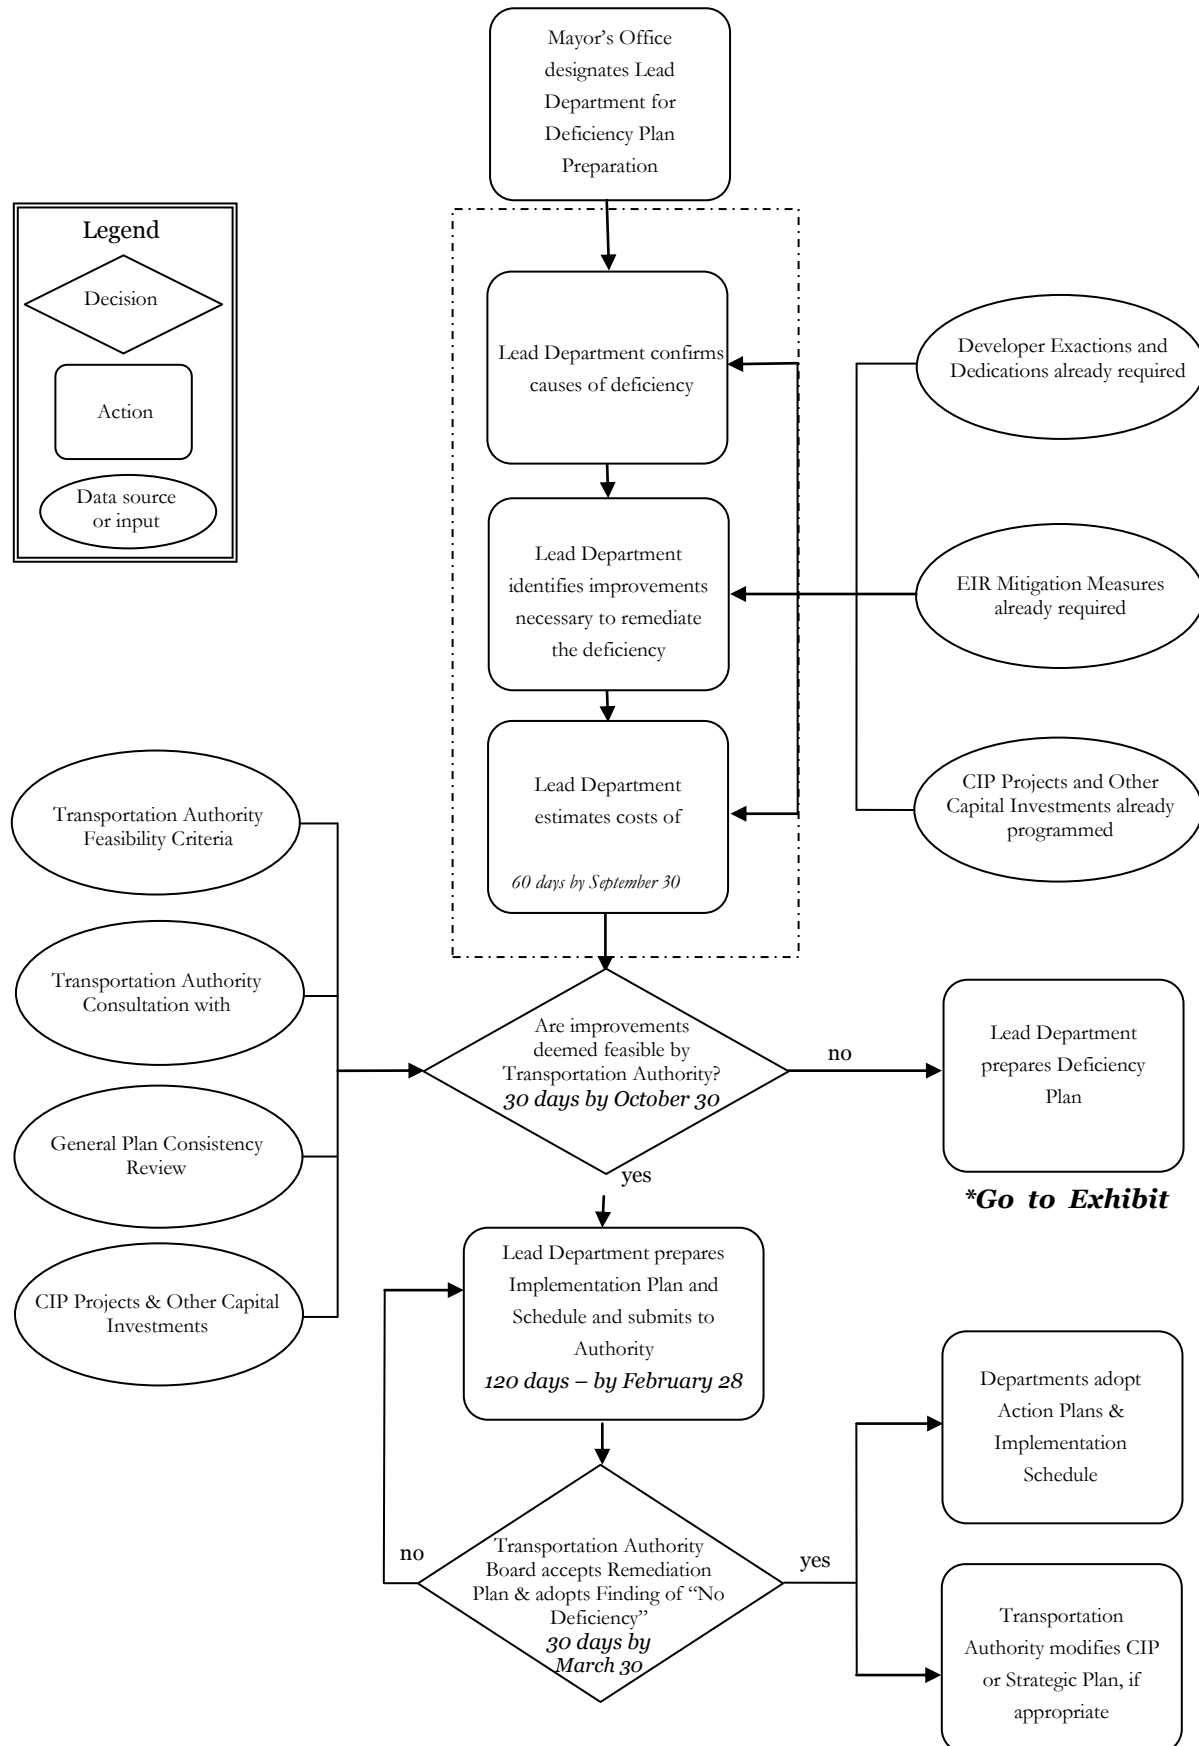 Mayor’s Office
designates Lead
Department for
Deficiency Plan
Preparation
Legend
Decision
Action
Data source
or input
Lead Department confirms
causes of deficiency
Developer Exactions and
Dedications already required
Lead Department
identifies improvements
necessary to remediate
the deficiency
EIR Mitigation Measures
already required
Lead Department
estimates costs of
60 days by September 30
CIP Projects and Other
Capital Investments already
programmed
Transportation Authority
Feasibility Criteria
Transportation Authority
Consultation with
General Plan Consistency
Review
CIP Projects & Other Capital
Investments
Are improvements
deemed feasible by
Transportation Authority?
30 days by October 30
no
Lead Department
prepares Deficiency
Plan
*Go to Exhibit
yes
Lead Department prepares
Implementation Plan and
Schedule and submits to
Authority
120 days – by February 28
no
Transportation Authority
Board accepts Remediation
Plan & adopts Finding of “No
Deficiency”
30 days by
March 30
yes
Departments adopt
Action Plans &
Implementation
Schedule
Transportation
Authority modifies CIP
or Strategic Plan, if
appropriate